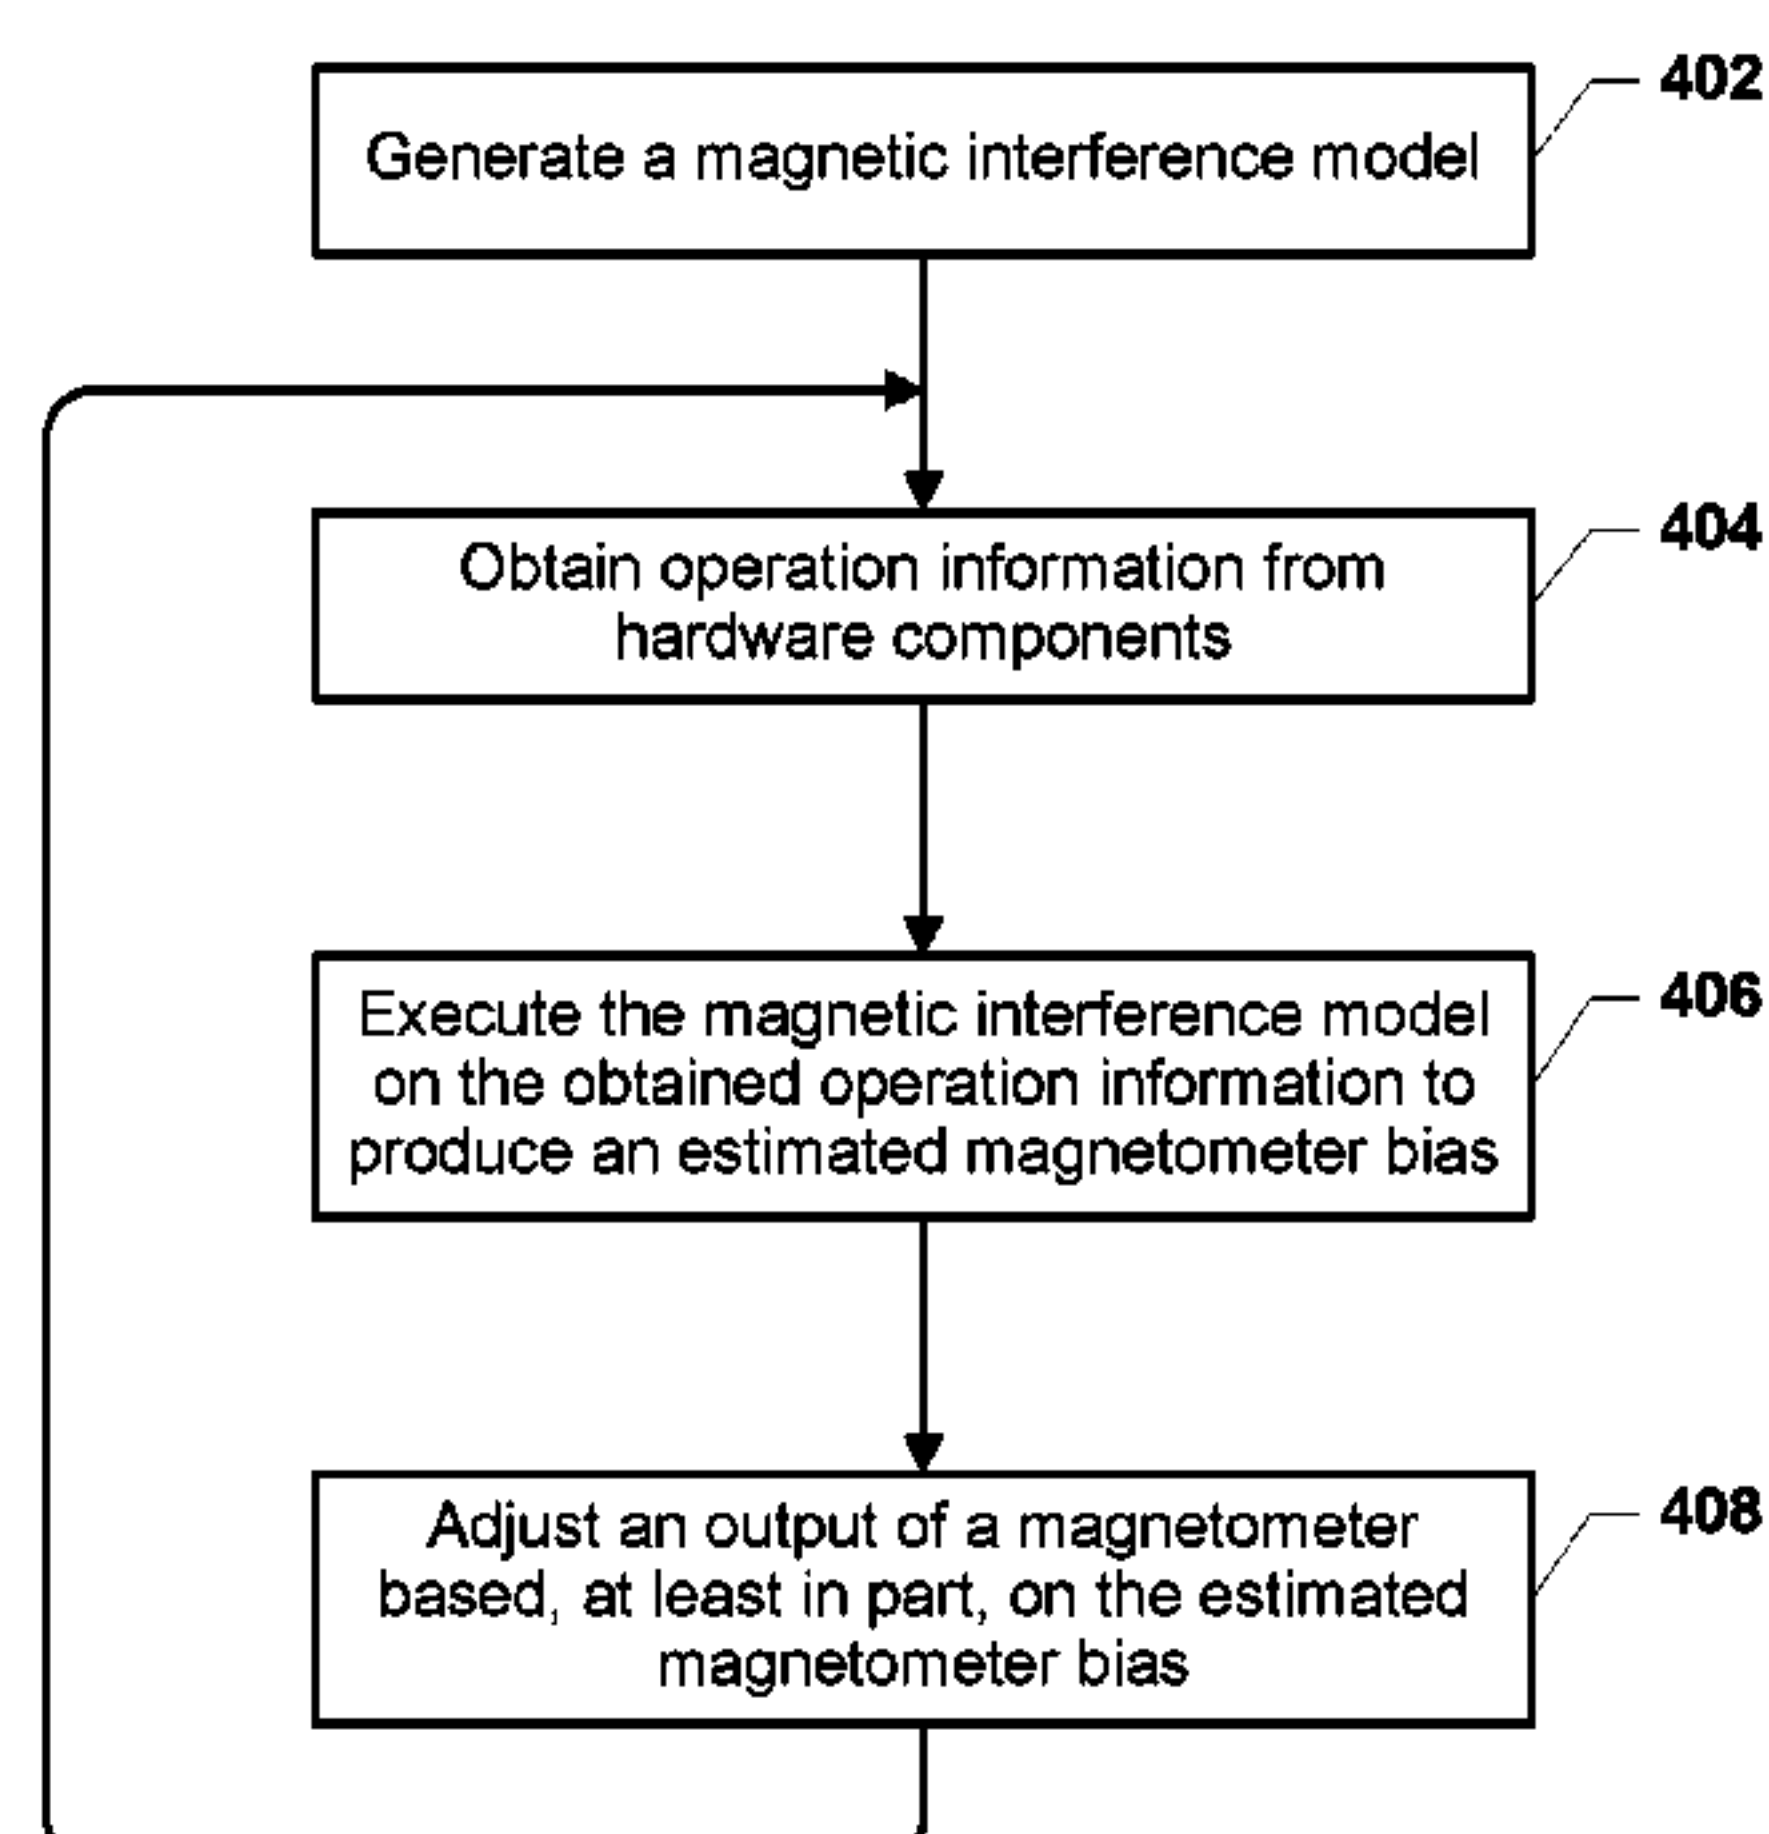 402
Generate a magnetic interference model
404
Obtain operation information from
hardware components
406
Execute the magnetic interference model
on the obtained operation information to
produce an estimated magnetometer bias
408
Adjust an output of a magnetometer
based, at least in part, on the estimated
magnetometer bias